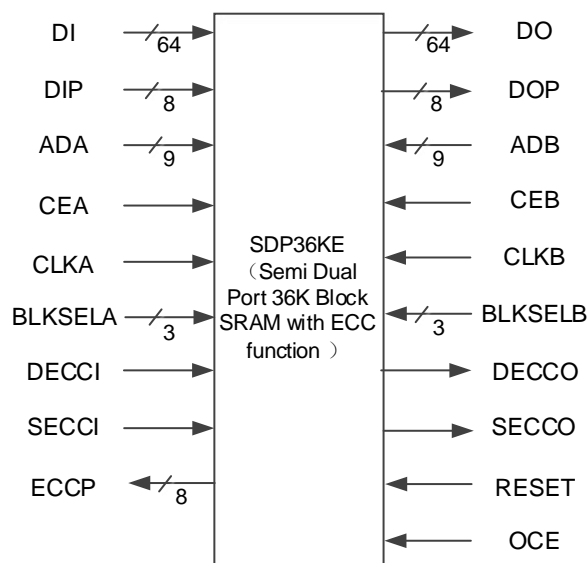 DI
64
DO
64
DIP
8
DOP
8
ADA
9
ADB
9
CEA
CEB
CLKA
CLKB
SDP36KE
（Semi Dual
Port 36K Block
SRAM with ECC
function ）
BLKSELA
3
BLKSELB
3
DECCI
DECCO
SECCI
SECCO
ECCP
8
RESET
OCE